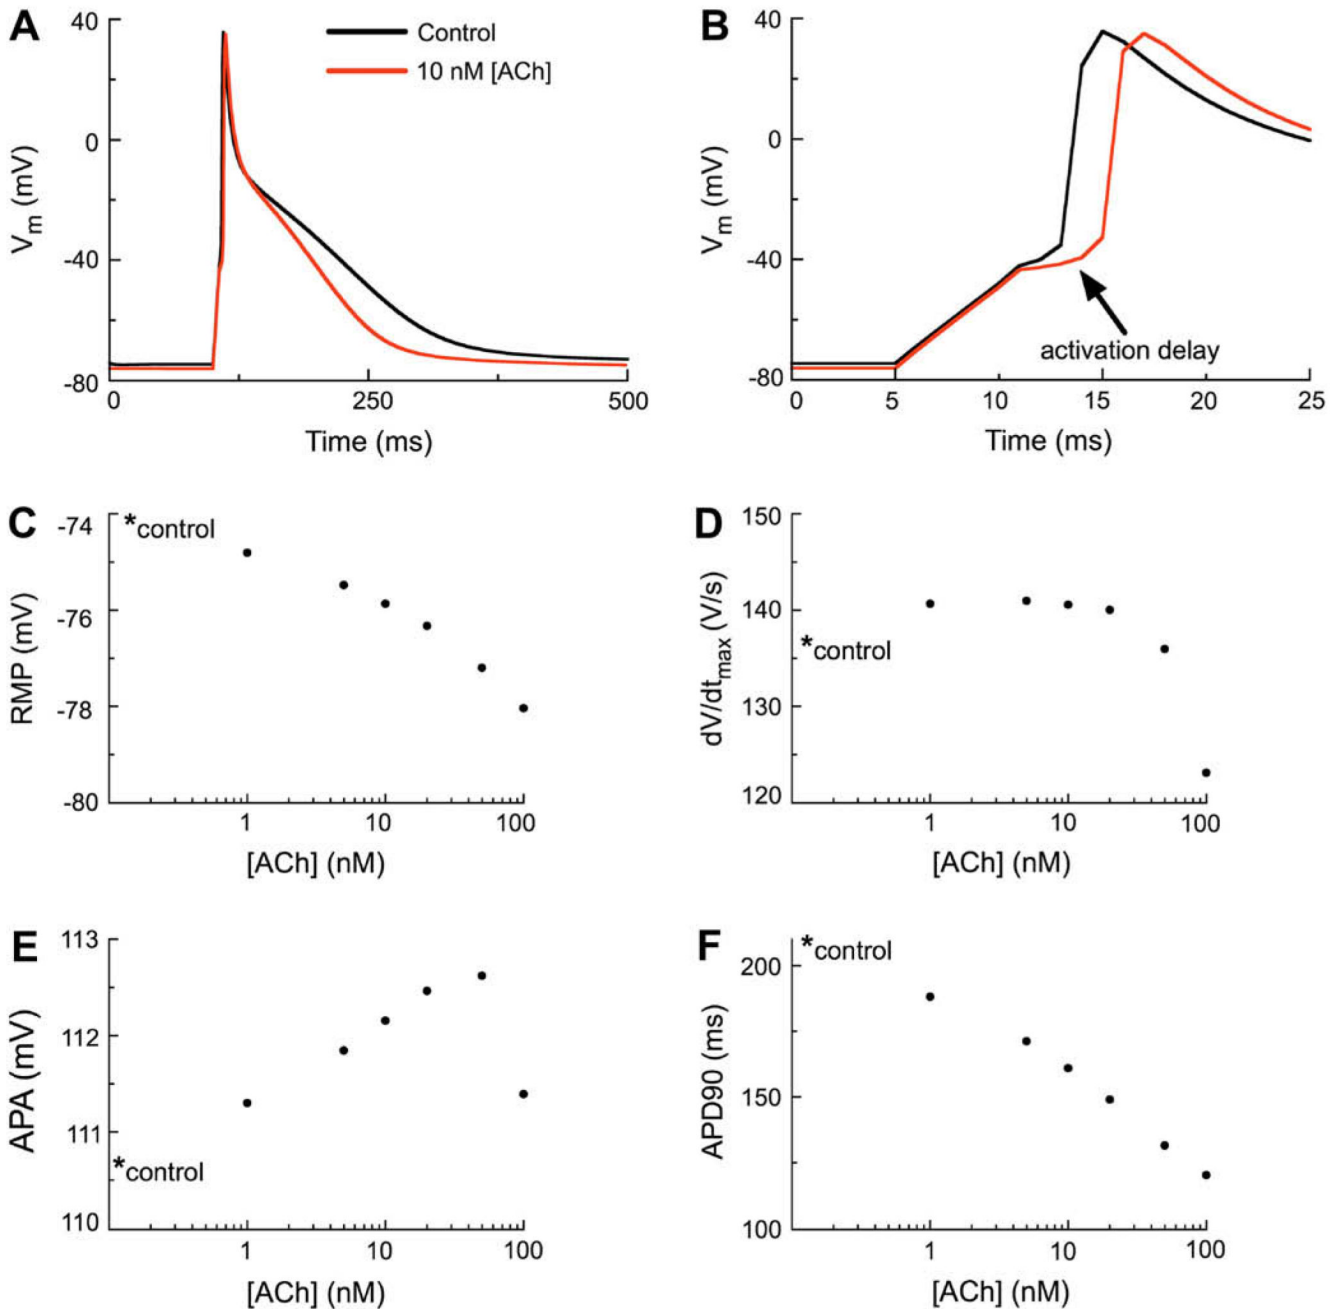 A
Control
10 nM [ACh]
40
0
-40
-80
V_m (mV)
0
250
500
Time (ms)
B
40
0
-40
-80
V_m (mV)
activation delay
0
5
10
15
20
25
Time (ms)
C
-74
-76
-78
-80
RMP (mV)
*control
1
10
100
[ACh] (nM)
D
150
140
130
120
dV/dt_max (V/s)
*control
1
10
100
[ACh] (nM)
E
113
112
111
110
APA (mV)
*control
1
10
100
[ACh] (nM)
F
200
150
100
APD90 (ms)
*control
1
10
100
[ACh] (nM)